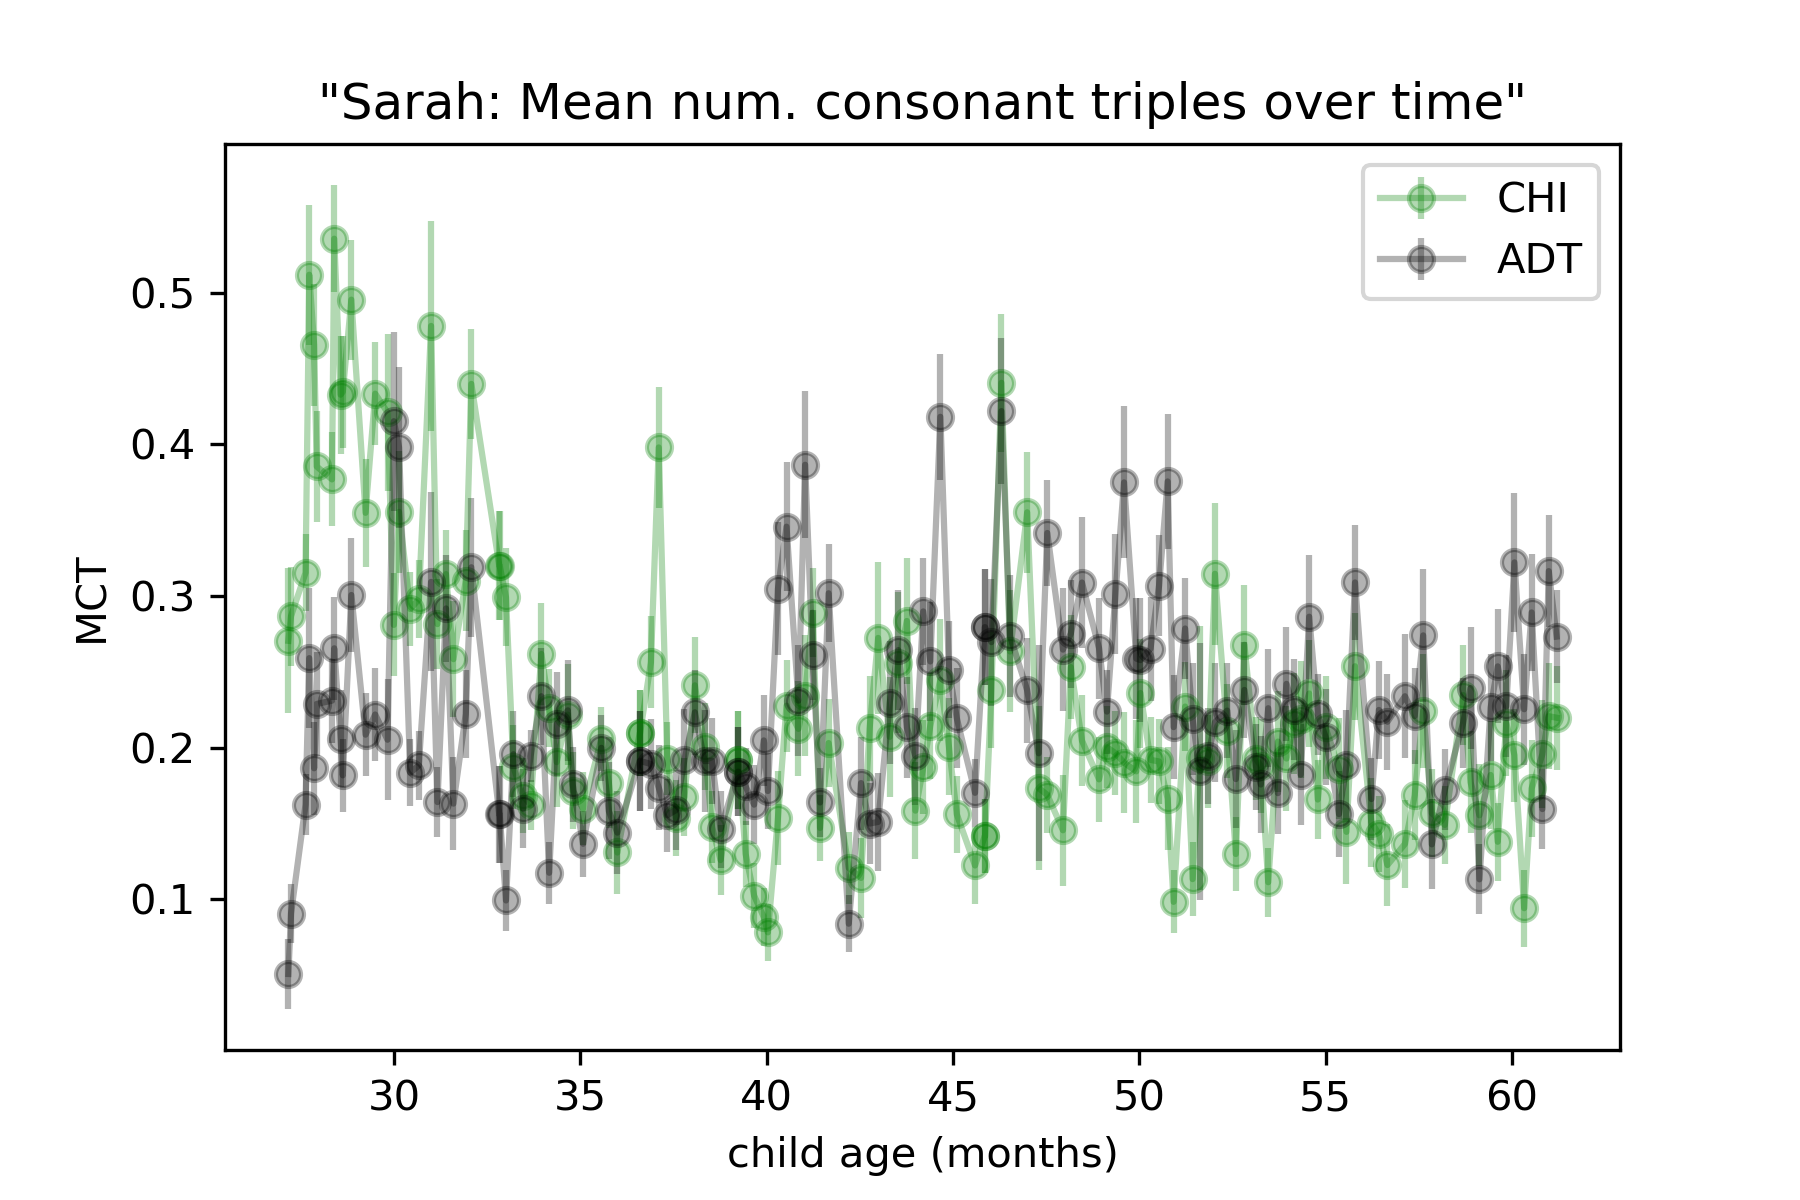 "Sarah: Mean num. consonant triples over time"
CHI
ADT
MCT
0.5
0.4
0.3
0.2
0.1
30 35 40 45 50 55 60
child age (months)